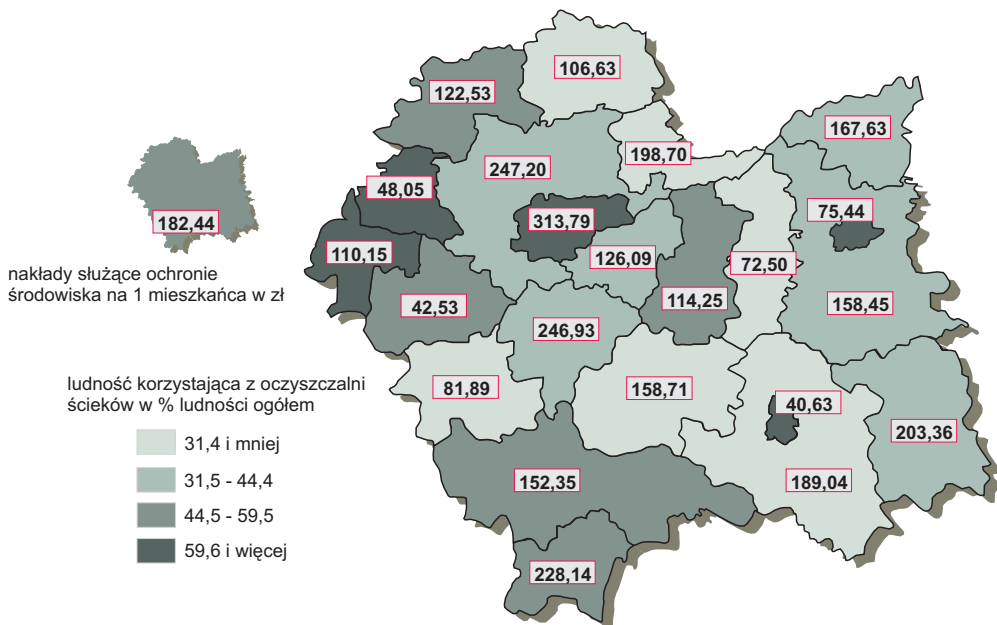 106,63
122,53
167,63
198,70
247,20
48,05
75,44
313,79
182,44
110,15
126,09
72,50
nakłady służące ochronie
środowiska na 1 mieszkańca w zł
42,53
114,25
158,45
246,93
ludność korzystająca z oczyszczalni
ścieków w % ludności ogółem
81,89
158,71
40,63
203,36
31,4 i mniej
31,5 - 44,4
152,35
189,04
44,5 - 59,5
59,6 i więcej
228,14